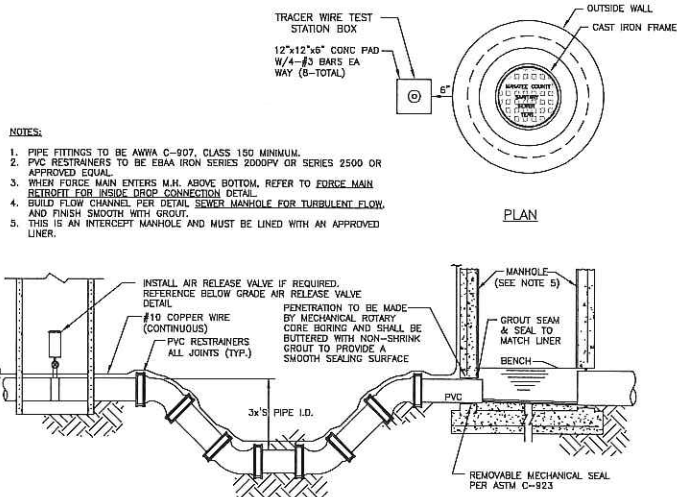 TRACER WIRE TEST
STATION BOX
12"x12"x6" CONC PAD
W/4-#3 BARS EA
WAY (8-TOTAL)
6"
OUTSIDE WALL
CAST IRON FRAME
MANATEE COUNTY
SANITARY
SEWER
PLAN
NOTES:
1. PIPE FITTINGS TO BE AWWA C-907, CLASS 150 MINIMUM.
2. PVC RESTRAINERS TO BE EBAA IRON SERIES 2000PV OR SERIES 2500 OR
APPROVED EQUAL.
3. WHEN FORCE MAIN ENTERS M.H. ABOVE BOTTOM, REFER TO FORCE MAIN
RETROFIT FOR INSIDE DROP CONNECTION DETAIL.
4. BUILD FLOW CHANNEL PER DETAIL SEWER MANHOLE FOR TURBULENT FLOW,
AND FINISH SMOOTH WITH GROUT.
5. THIS IS AN INTERCEPT MANHOLE AND MUST BE LINED WITH AN APPROVED
LINER.
INSTALL AIR RELEASE VALVE IF REQUIRED.
REFERENCE BELOW GRADE AIR RELEASE VALVE
DETAIL
#10 COPPER WIRE
(CONTINUOUS)
PVC RESTRAINERS
ALL JOINTS (TYP.)
PENETRATION TO BE MADE
BY MECHANICAL ROTARY
CORE BORING AND SHALL BE
BUTTERED WITH NON-SHRINK
GROUT TO PROVIDE A
SMOOTH SEALING SURFACE
MANHOLE
(SEE NOTE 5)
GROUT SEAM
& SEAL TO
MATCH LINER
BENCH
3x'S PIPE I.D.
PVC
REMOVABLE MECHANICAL SEAL
PER ASTM C-923